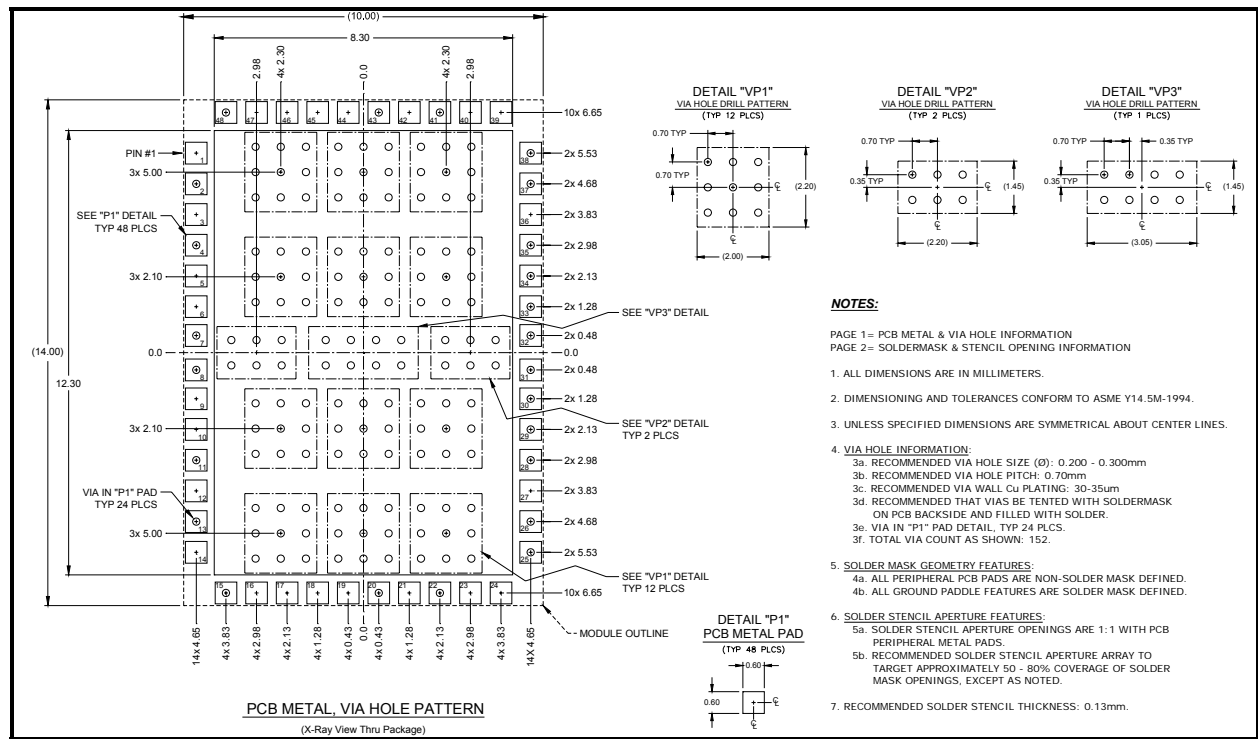 (10.00)
8.30
2.98
4x 2.30
0.0
4x 2.30
2.98
48
47
46
45
44
43
42
41
40
39
10x 6.65
PIN #1
1
38
2x 5.53
3x 5.00
2
37
2x 4.68
SEE "P1" DETAIL
TYP 48 PLCS
3
36
2x 3.83
4
35
2x 2.98
3x 2.10
5
34
2x 2.13
6
33
2x 1.28
SEE "VP3" DETAIL
7
32
2x 0.48
(14.00)
0.0
0.0
12.30
8
31
2x 0.48
9
30
2x 1.28
3x 2.10
10
29
2x 2.13
SEE "VP2" DETAIL
TYP 2 PLCS
11
28
2x 2.98
VIA IN "P1" PAD
TYP 24 PLCS
12
27
2x 3.83
13
26
2x 4.68
3x 5.00
14
25
2x 5.53
SEE "VP1" DETAIL
TYP 12 PLCS
15
16
17
18
19
20
21
22
23
24
10x 6.65
14X 4.65
4x 3.83
4x 2.98
4x 2.13
4x 1.28
4x 0.43
0.0
4x 0.43
4x 1.28
4x 2.13
4x 2.98
4x 3.83
14X 4.65
MODULE OUTLINE
PCB METAL, VIA HOLE PATTERN
(X-Ray View Thru Package)
DETAIL "VP1"
VIA HOLE DRILL PATTERN
(TYP 12 PLCS)
0.70 TYP
0.70 TYP
(2.20)
(2.00)
DETAIL "VP2"
VIA HOLE DRILL PATTERN
(TYP 2 PLCS)
0.70 TYP
0.35 TYP
(1.45)
(2.20)
DETAIL "VP3"
VIA HOLE DRILL PATTERN
(TYP 1 PLCS)
0.70 TYP
0.35 TYP
0.35 TYP
(1.45)
(3.05)
DETAIL "P1"
PCB METAL PAD
(TYP 48 PLCS)
0.60
0.60
NOTES:
PAGE 1= PCB METAL & VIA HOLE INFORMATION
PAGE 2= SOLDERMASK & STENCIL OPENING INFORMATION
1. ALL DIMENSIONS ARE IN MILLIMETERS.
2. DIMENSIONING AND TOLERANCES CONFORM TO ASME Y14.5M-1994.
3. UNLESS SPECIFIED DIMENSIONS ARE SYMMETRICAL ABOUT CENTER LINES.
4. VIA HOLE INFORMATION:
3a. RECOMMENDED VIA HOLE SIZE (Ø): 0.200 - 0.300mm
3b. RECOMMENDED VIA HOLE PITCH: 0.70mm
3c. RECOMMENDED VIA WALL Cu PLATING: 30-35um
3d. RECOMMENDED THAT VIAS BE TENTED WITH SOLDERMASK
ON PCB BACKSIDE AND FILLED WITH SOLDER.
3e. VIA IN "P1" PAD DETAIL, TYP 24 PLCS.
3f. TOTAL VIA COUNT AS SHOWN: 152.
5. SOLDER MASK GEOMETRY FEATURES:
4a. ALL PERIPHERAL PCB PADS ARE NON-SOLDER MASK DEFINED.
4b. ALL GROUND PADDLE FEATURES ARE SOLDER MASK DEFINED.
6. SOLDER STENCIL APERTURE FEATURES:
5a. SOLDER STENCIL APERTURE OPENINGS ARE 1:1 WITH PCB
PERIPHERAL METAL PADS.
5b. RECOMMENDED SOLDER STENCIL APERTURE ARRAY TO
TARGET APPROXIMATELY 50 - 80% COVERAGE OF SOLDER
MASK OPENINGS, EXCEPT AS NOTED.
7. RECOMMENDED SOLDER STENCIL THICKNESS: 0.13mm.